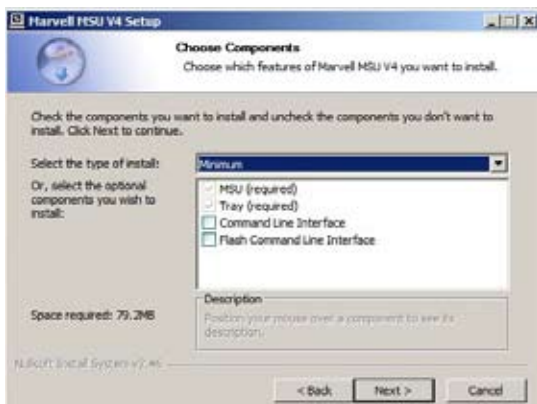 Marvell MSU V4 Setup
Choose Components
Choose which features of Marvell MSU V4 you want to install.
Check the components you want to install and uncheck the components you don't want to
install. Click Next to continue.
Select the type of install:
Minimum
Or, select the optional
components you wish to
install:
MSU (required)
Tray (required)
Command Line Interface
Flash Command Line Interface
Space required: 79.2MB
Description
Position your mouse over a component to see its
description.
Nullsoft Install System v2.46
< Back
Next >
Cancel